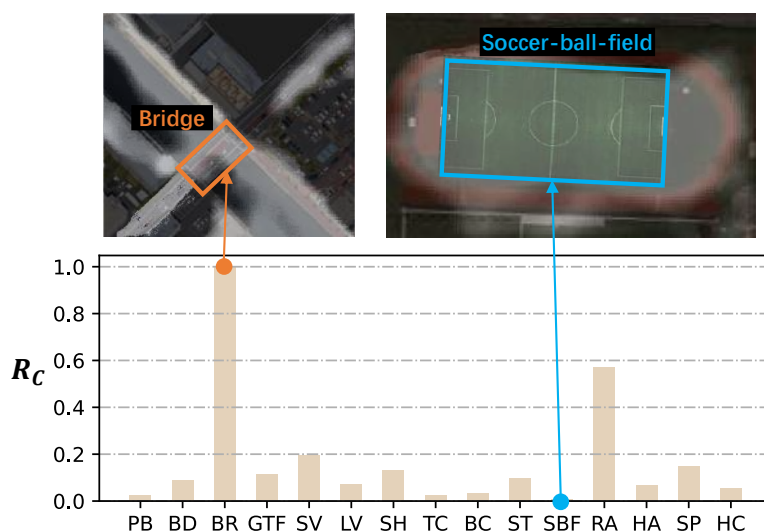 Soccer-ball-field
Bridge
1.0
0.8
0.6
0.4
0.2
0.0
R_C
PB BD BR GTF SV LV SH TC BC ST SBF RA HA SP HC